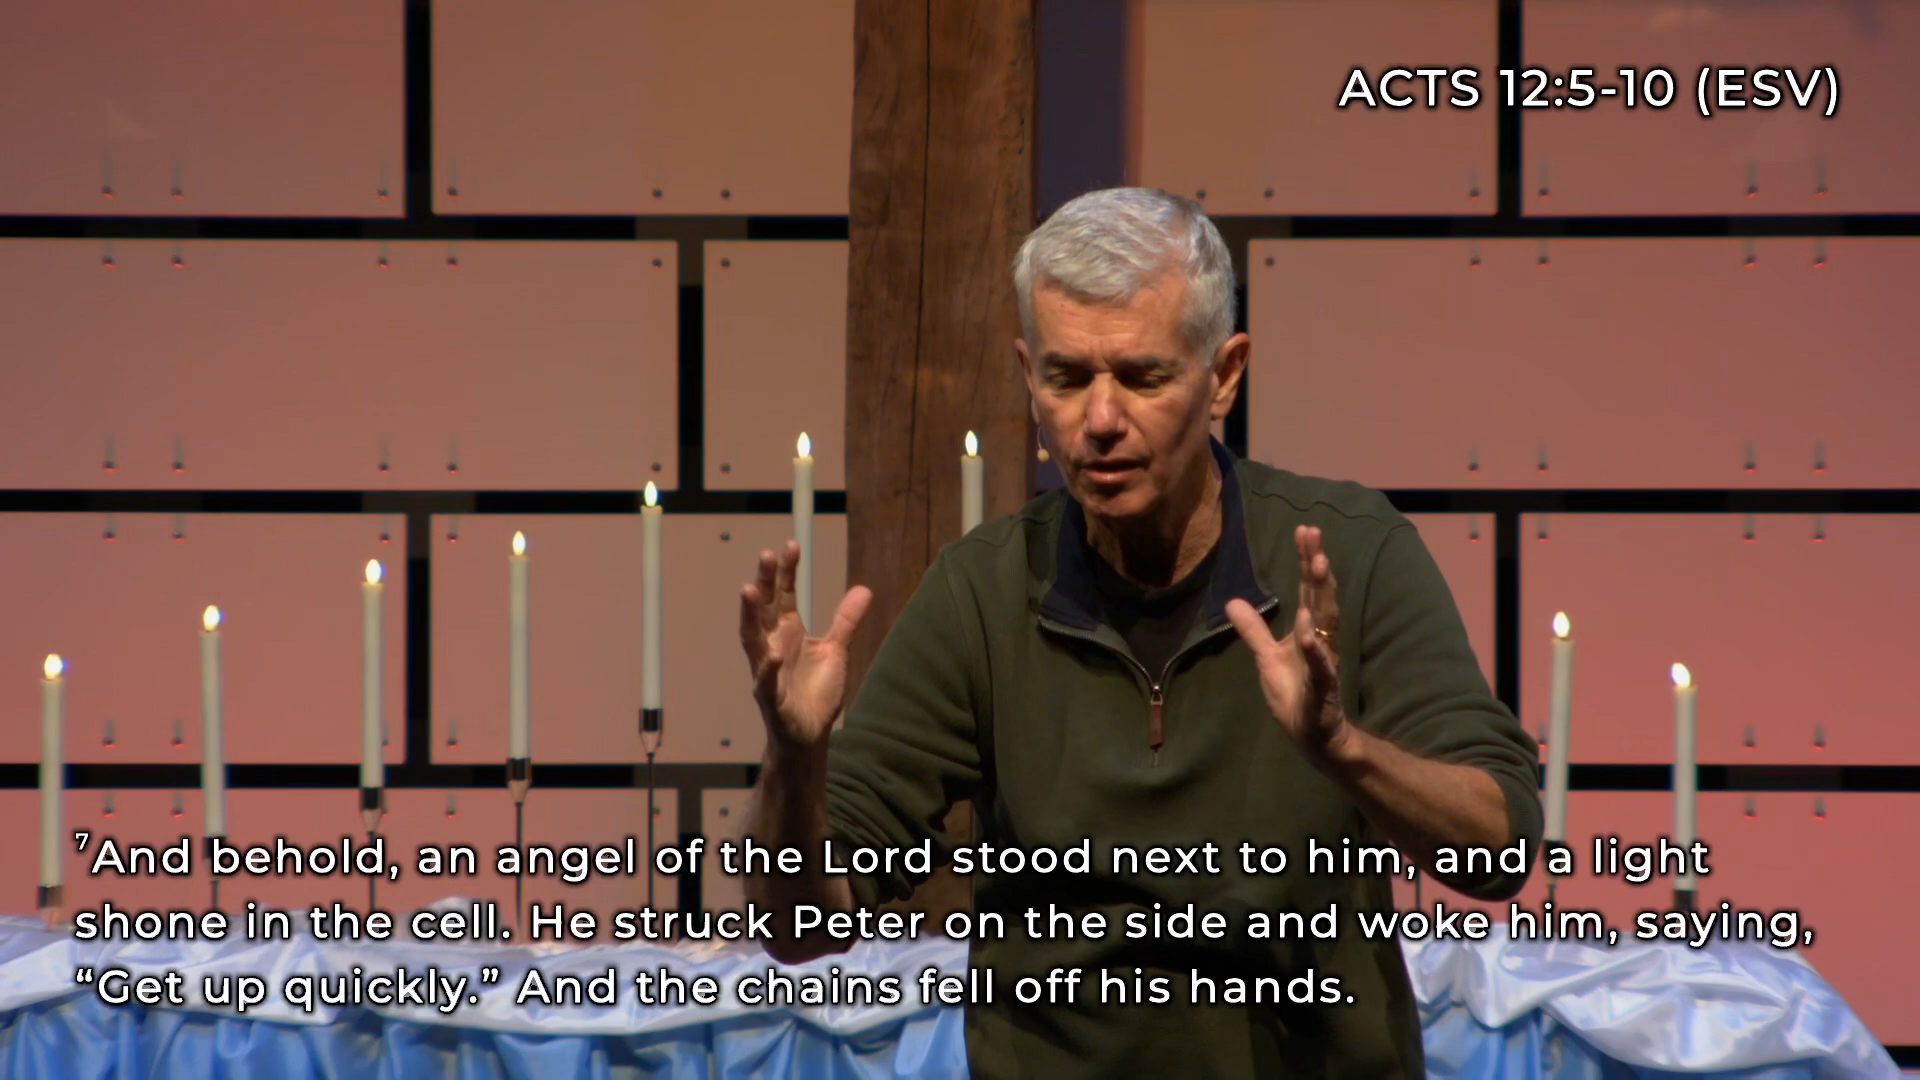 ACTS 12:5-10 (ESV)
⁷And behold, an angel of the Lord stood next to him, and a light
shone in the cell. He struck Peter on the side and woke him, saying,
“Get up quickly.” And the chains fell off his hands.